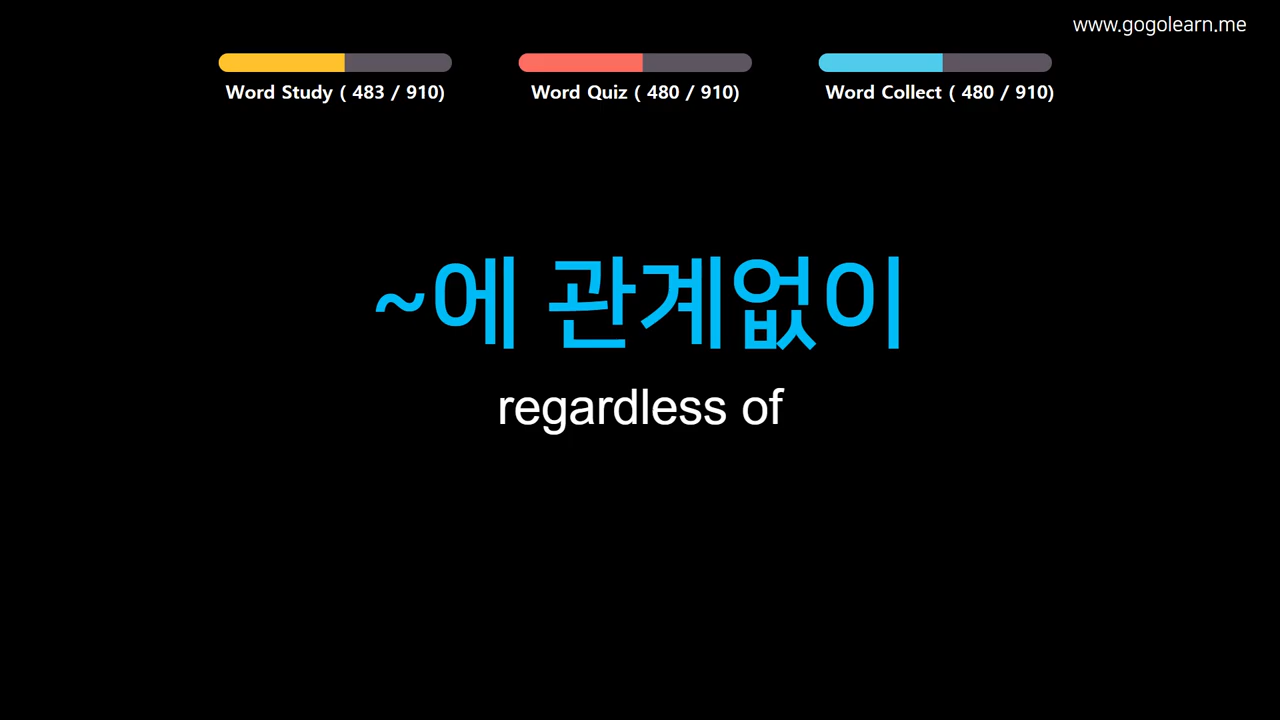 www.gogolearn.me
Word Study ( 483 / 910)
Word Quiz ( 480 / 910)
Word Collect ( 480 / 910)
~에 관계없이
regardless of